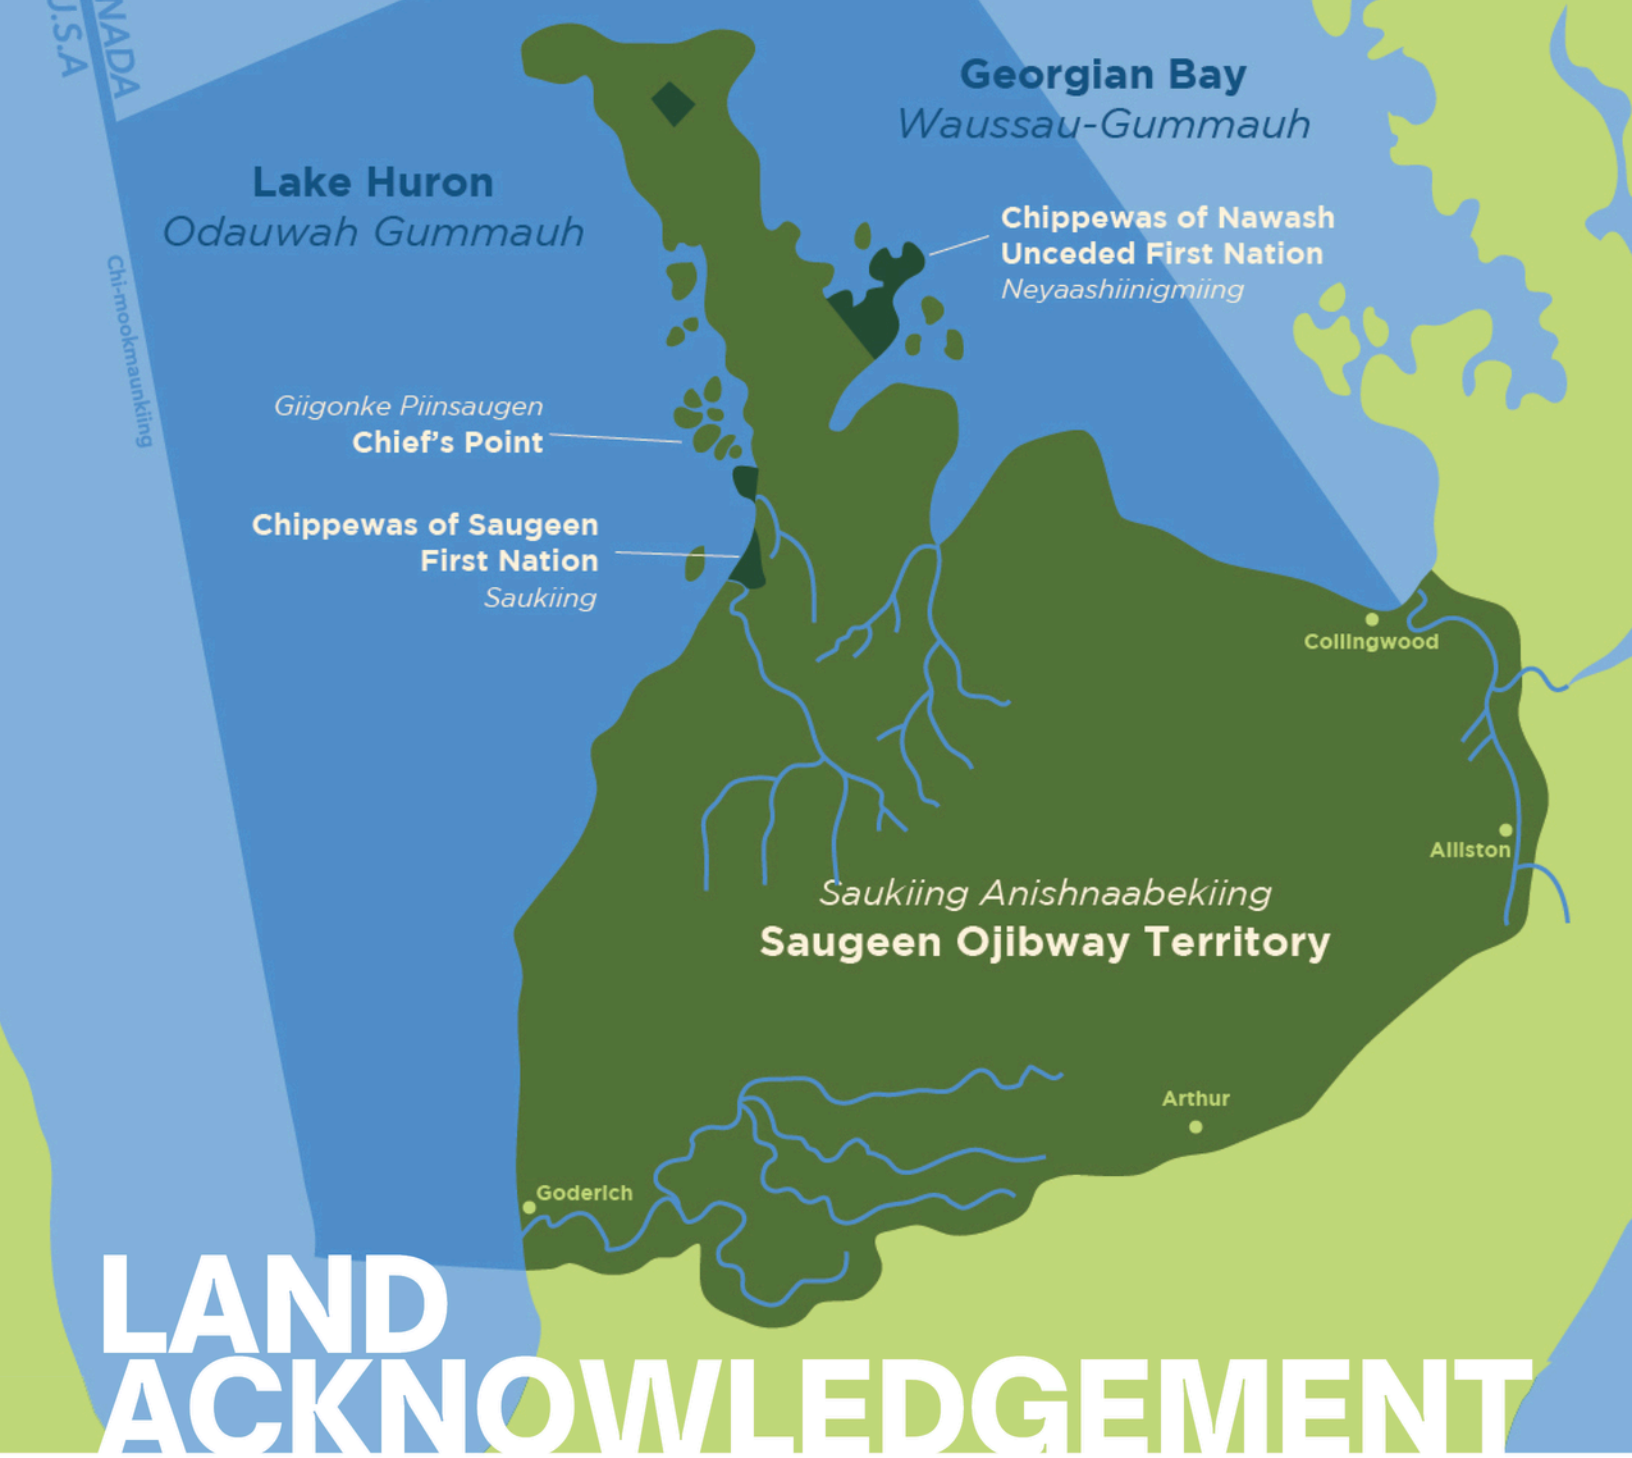 U.S.A
NADA
Georgian Bay
Waussau-Gummauh
Lake Huron
Odauwah Gummauh
Chippewas of Nawash
Unceded First Nation
Neyaashiinigmiing
Chi-mookmaunkiing
Giigonke Piinsaugen
Chief's Point
Chippewas of Saugeen
First Nation
Saukiing
Collingwood
Alliston
Saukiing Anishnaabekiing
Saugeen Ojibway Territory
Arthur
Goderich
LAND
ACKNOWLEDGEMENT